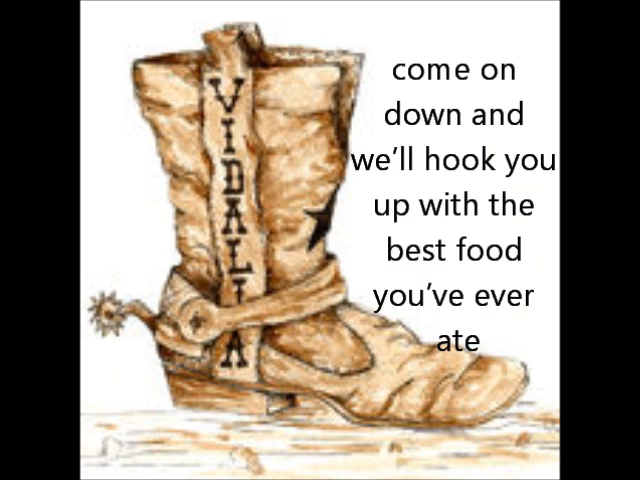 VIDALIA
come on
down and
we'll hook you
up with the
best food
you've ever
ate